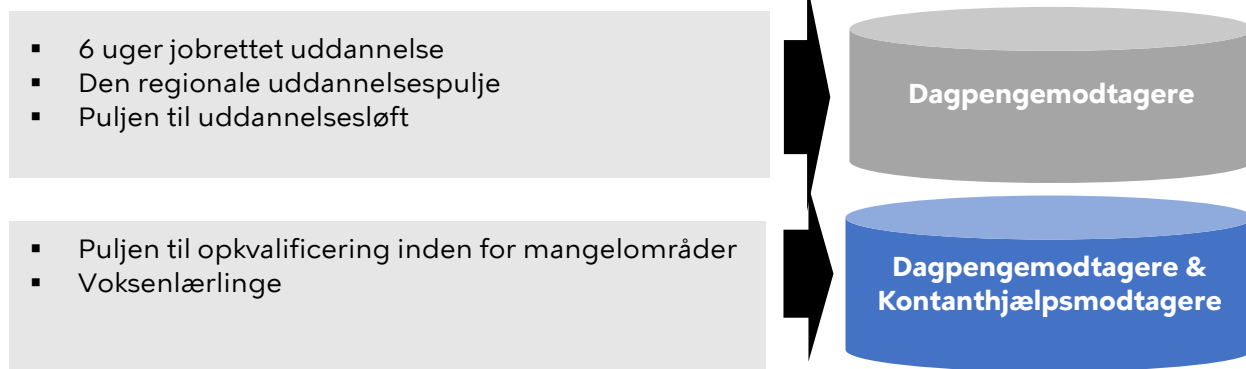 ▪ 6 uger jobrettet uddannelse
▪ Den regionale uddannelsespulje
▪ Puljen til uddannelsesløft
Dagpengemodtagere
▪ Puljen til opkvalificering inden for mangelområder
▪ Voksenlærlinge
Dagpengemodtagere &
Kontanthjælpsmodtagere